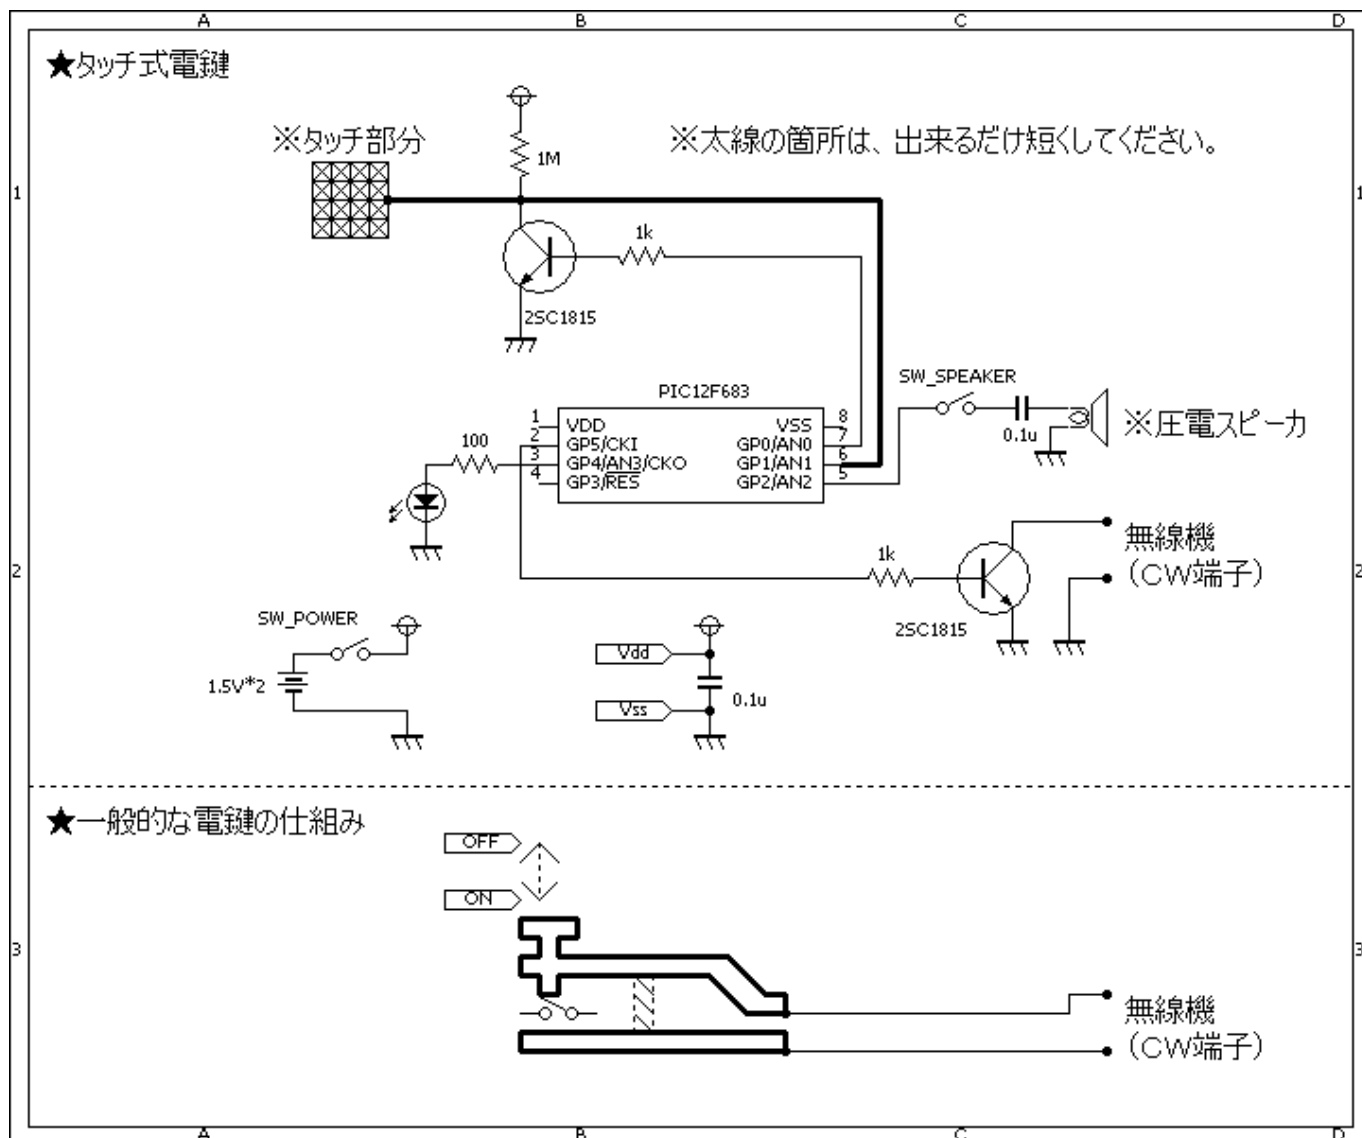 A B C D
★タッチ式電鍵
※タッチ部分
※太線の箇所は、出来るだけ短くしてください。
1M
1 1
1k
2SC1815
PIC12F683
SW_SPEAKER
0.1u
※圧電スピーカ
1 VDD VSS 8
2 GP5/CKI GP0/AN0 7
3 GP4/AN3/CKO GP1/AN1 6
4 GP3/RES GP2/AN2 5
100
無線機
(CW端子)
1k
2SC1815
2 2
SW_POWER
1.5V*2
Vdd
Vss
0.1u
★一般的な電鍵の仕組み
OFF
ON
3 3
無線機
(CW端子)
A B C D